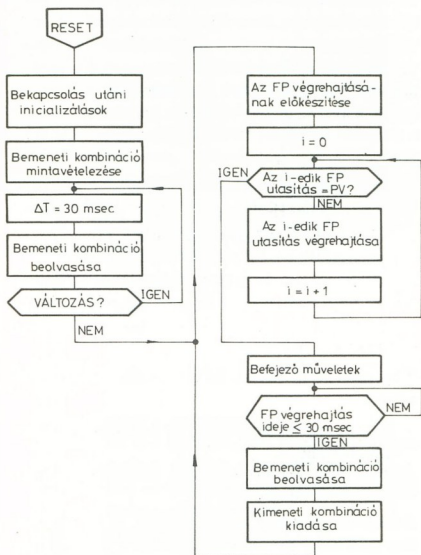 RESET
Bekapcsolás utáni
inicializálások
Bemeneti kombináció
mintavételezése
ΔT = 30 msec
Bemeneti kombináció
beolvasása
VÁLTOZÁS?
IGEN
NEM
Az FP végrehajtásá-
nak előkészítése
i=0
IGEN
Az i-edik FP
utasítás=PV?
NEM
Az i-edik FP
utasítás végrehajtása
i = i + 1
Befejező műveletek
FP végrehajtás
ideje ≤ 30 msec
NEM
IGEN
Bemeneti kombináció
beolvasása
Kimeneti kombináció
kiadása